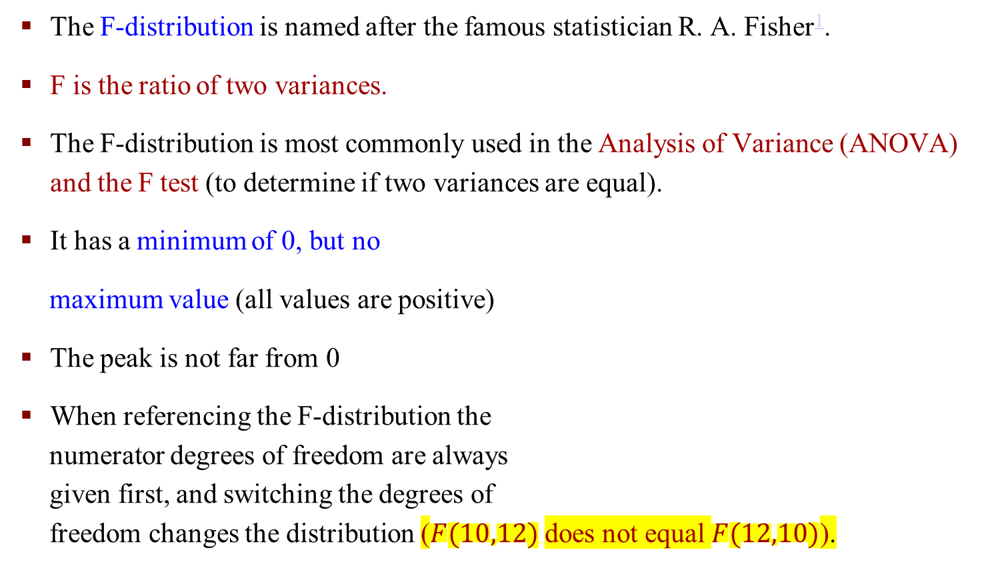 ▪ The F-distribution is named after the famous statistician R. A. Fisher¹.
▪ F is the ratio of two variances.
▪ The F-distribution is most commonly used in the Analysis of Variance (ANOVA)
and the F test (to determine if two variances are equal).
▪ It has a minimum of 0, but no
maximum value (all values are positive)
▪ The peak is not far from 0
▪ When referencing the F-distribution the
numerator degrees of freedom are always
given first, and switching the degrees of
freedom changes the distribution (F(10,12) does not equal F(12,10)).